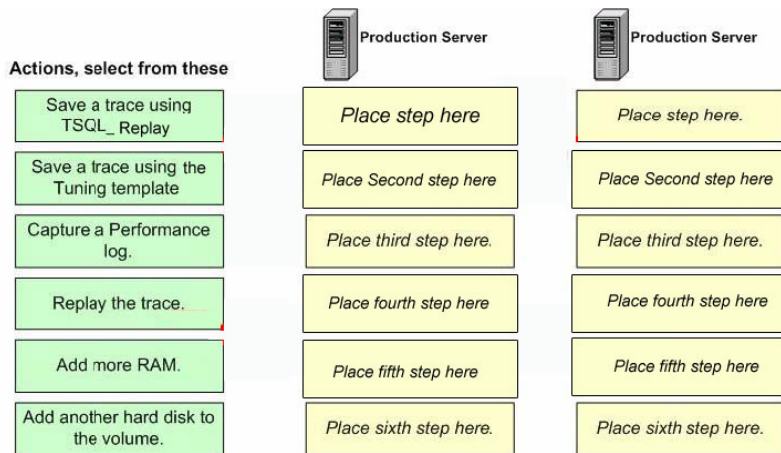 Production Server
Production Server
Actions, select from these
Save a trace using
TSQL_ Replay
Place step here
Place step here.
Save a trace using the
Tuning template
Place Second step here
Place Second step here
Capture a Performance
log.
Place third step here.
Place third step here.
Replay the trace.
Place fourth step here
Place fourth step here
Add more RAM.
Place fifth step here
Place fifth step here
Add another hard disk to
the volume.
Place sixth step here.
Place sixth step here.